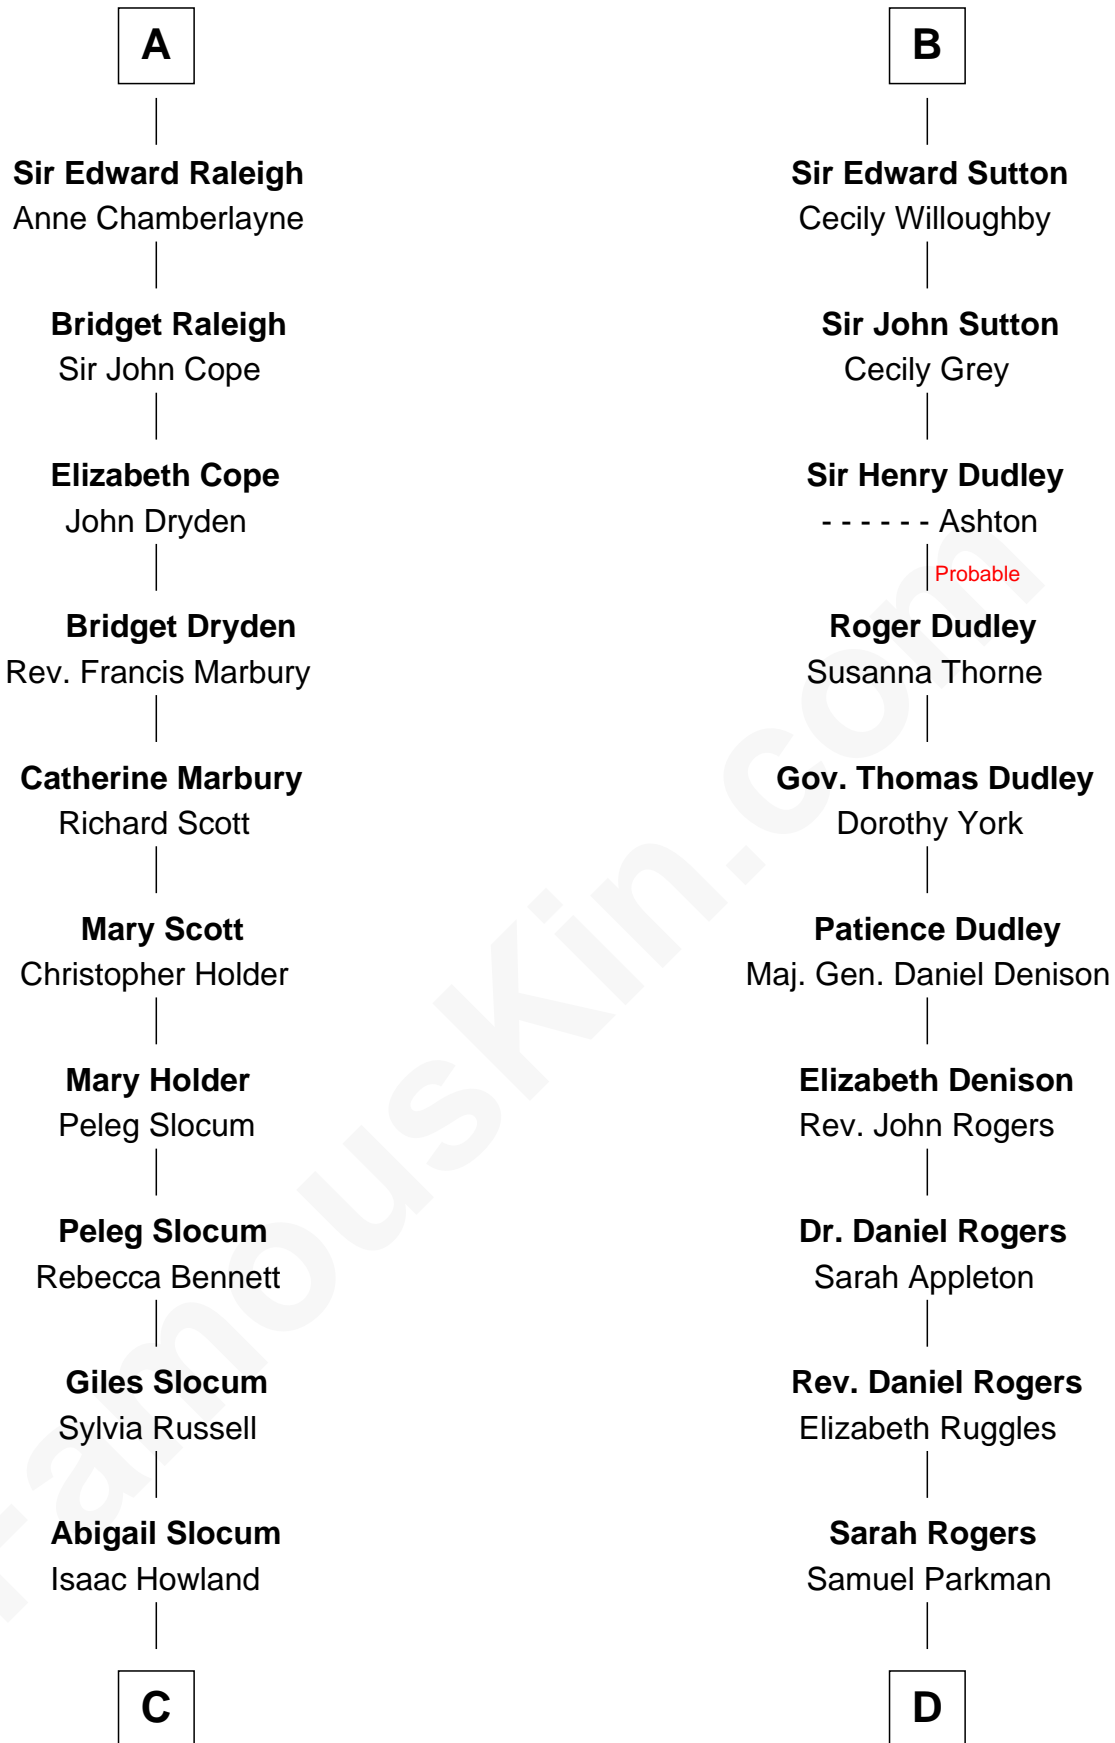 A
Sir Edward Raleigh
Anne Chamberlayne
Bridget Raleigh
Sir John Cope
Elizabeth Cope
John Dryden
Bridget Dryden
Rev. Francis Marbury
Catherine Marbury
Richard Scott
Mary Scott
Christopher Holder
Mary Holder
Peleg Slocum
Peleg Slocum
Rebecca Bennett
Giles Slocum
Sylvia Russell
Abigail Slocum
Isaac Howland
C
B
Sir Edward Sutton
Cecily Willoughby
Sir John Sutton
Cecily Grey
Sir Henry Dudley
- - - - - - Ashton
Probable
Roger Dudley
Susanna Thorne
Gov. Thomas Dudley
Dorothy York
Patience Dudley
Maj. Gen. Daniel Denison
Elizabeth Denison
Rev. John Rogers
Dr. Daniel Rogers
Sarah Appleton
Rev. Daniel Rogers
Elizabeth Ruggles
Sarah Rogers
Samuel Parkman
D
FamousKin.com